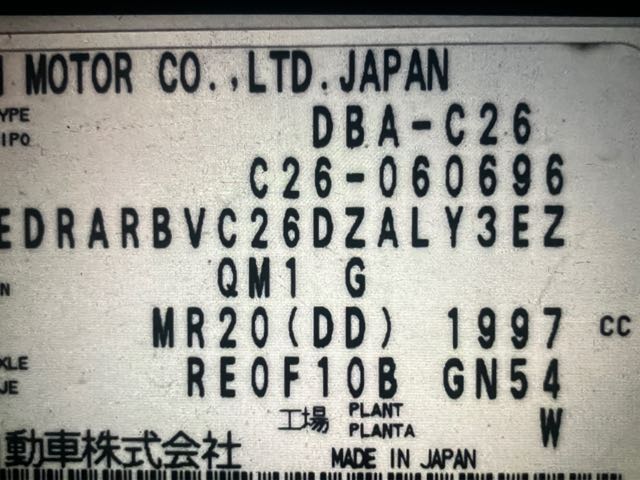 MOTOR CO.,LTD.JAPAN
YPE
IPO
DBA-C26
C26-060696
EDRARBVC26DZALY3EZ
N
QM1 G
MR20(DD) 1997 CC
XLE
JE
RE0F10B GN54
工場 PLANT
PLANTA
W
動車株式会社
MADE IN JAPAN